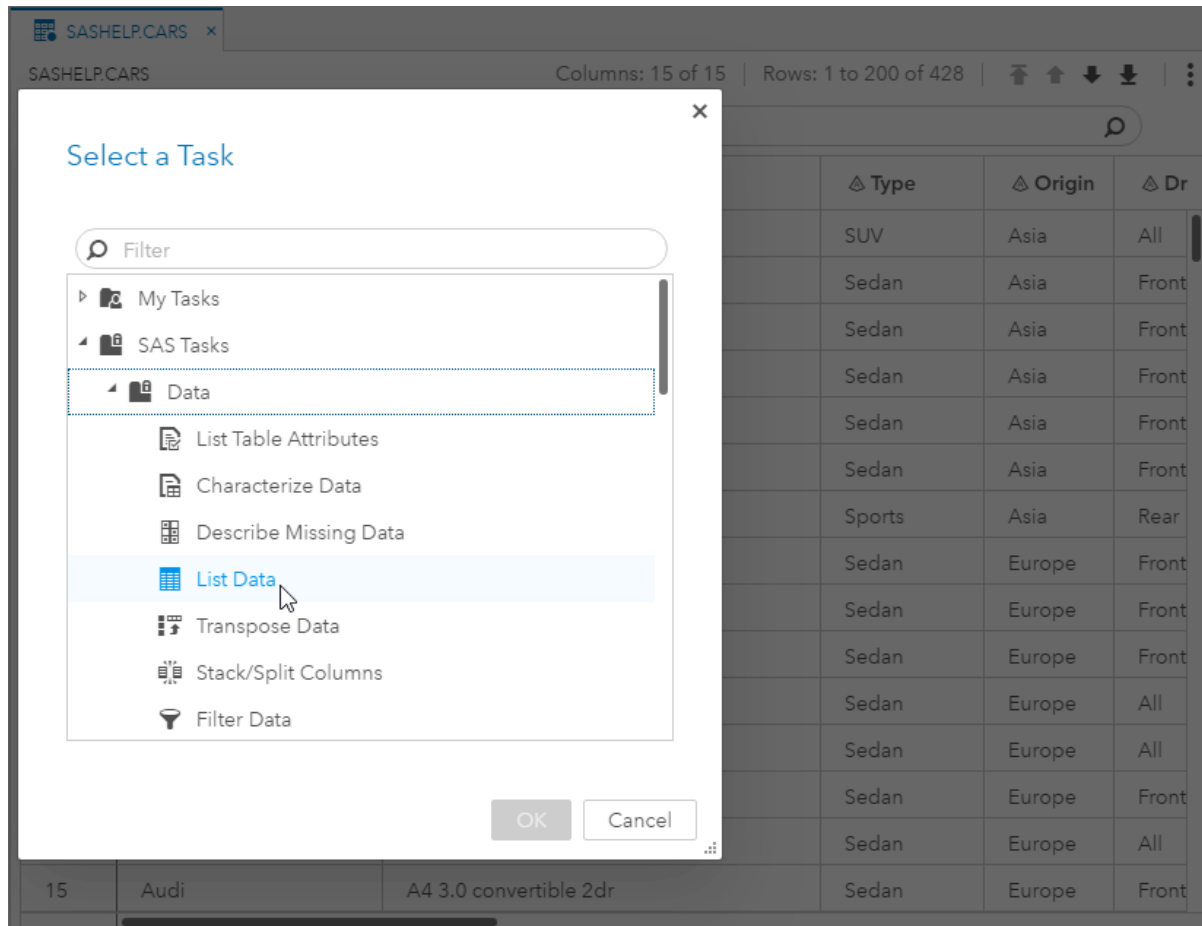 SASHELP.CARS ×
SASHELP.CARS Columns: 15 of 15 | Rows: 1 to 200 of 428
Select a Task
Filter
My Tasks
SAS Tasks
Data
List Table Attributes
Characterize Data
Describe Missing Data
List Data
Transpose Data
Stack/Split Columns
Filter Data
OK Cancel
Type Origin Dr
SUV Asia All
Sedan Asia Front
Sedan Asia Front
Sedan Asia Front
Sedan Asia Front
Sedan Asia Front
Sports Asia Rear
Sedan Europe Front
Sedan Europe Front
Sedan Europe Front
Sedan Europe All
Sedan Europe All
Sedan Europe Front
Sedan Europe All
15 Audi A4 3.0 convertible 2dr Sedan Europe Front